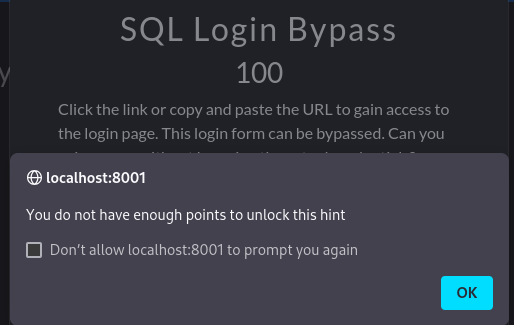 SQL Login Bypass
100
Click the link or copy and paste the URL to gain access to
the login page. This login form can be bypassed. Can you
localhost:8001
You do not have enough points to unlock this hint
Don't allow localhost:8001 to prompt you again
OK